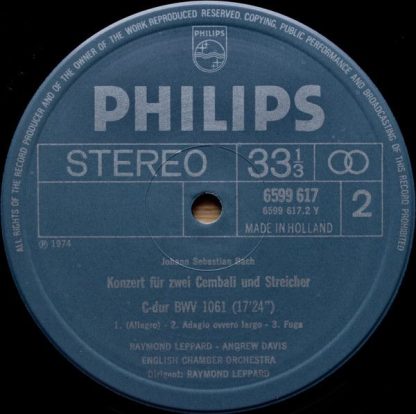 ALL RIGHTS OF THE RECORD PRODUCER AND OF THE OWNER OF THE WORK REPRODUCED RESERVED. COPYING, PUBLIC PERFORMANCE AND BROADCASTING OF THIS RECORD PROHIBITED
PHILIPS
PHILIPS
STEREO 33 1/3
6599 617
6599 617.2 Y
MADE IN HOLLAND
2
℗ 1974
Johann Sebastian Bach
Konzert für zwei Cembali und Streicher
C-dur BWV 1061 (17'24")
1. (Allegro) - 2. Adagio ovvero largo - 3. Fuga
RAYMOND LEPPARD - ANDREW DAVIS
ENGLISH CHAMBER ORCHESTRA
Dirigent: RAYMOND LEPPARD